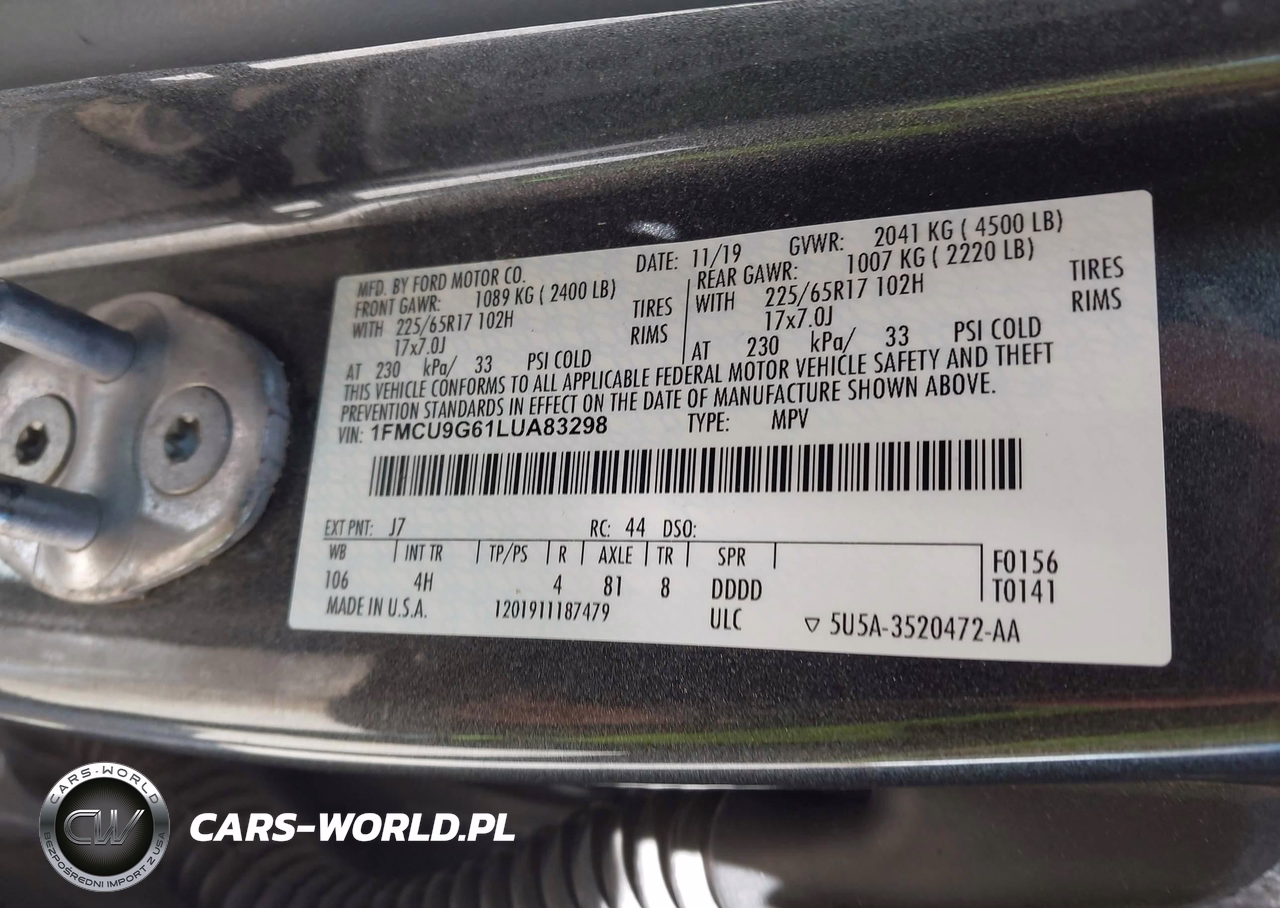 MFD. BY FORD MOTOR CO.
DATE: 11/19 GVWR: 2041 KG ( 4500 LB)
FRONT GAWR: 1089 KG ( 2400 LB)
WITH 225/65R17 102H TIRES
17x7.0J RIMS
AT 230 kPa/ 33 PSI COLD
REAR GAWR: 1007 KG ( 2220 LB)
WITH 225/65R17 102H TIRES
17x7.0J RIMS
AT 230 kPa/ 33 PSI COLD
THIS VEHICLE CONFORMS TO ALL APPLICABLE FEDERAL MOTOR VEHICLE SAFETY AND THEFT
PREVENTION STANDARDS IN EFFECT ON THE DATE OF MANUFACTURE SHOWN ABOVE.
VIN: 1FMCU9G61LUA83298 TYPE: MPV
EXT PNT: J7 RC: 44 DSO:
WB INT TR TP/PS R AXLE TR SPR
106 4H 4 81 8 DDDD
F0156
T0141
MADE IN U.S.A. 1201911187479 ULC ▽ 5U5A-3520472-AA
CARS-WORLD
CW
BEZPOŚREDNI IMPORT Z USA
CARS-WORLD.PL